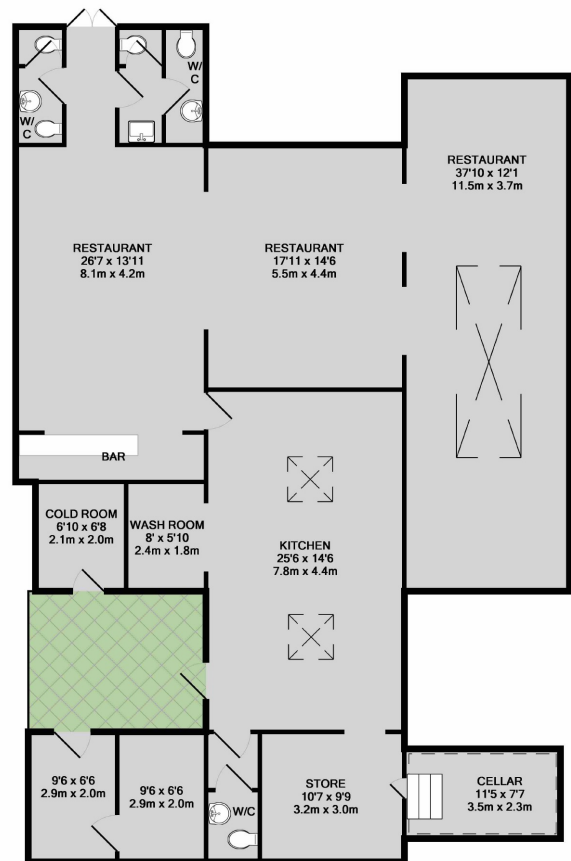 W/
C
W/
C
RESTAURANT
37'10 x 12'1
11.5m x 3.7m
RESTAURANT
26'7 x 13'11
8.1m x 4.2m
RESTAURANT
17'11 x 14'6
5.5m x 4.4m
BAR
COLD ROOM
6'10 x 6'8
2.1m x 2.0m
WASH ROOM
8' x 5'10
2.4m x 1.8m
KITCHEN
25'6 x 14'6
7.8m x 4.4m
9'6 x 6'6
2.9m x 2.0m
9'6 x 6'6
2.9m x 2.0m
W/C
STORE
10'7 x 9'9
3.2m x 3.0m
CELLAR
11'5 x 7'7
3.5m x 2.3m